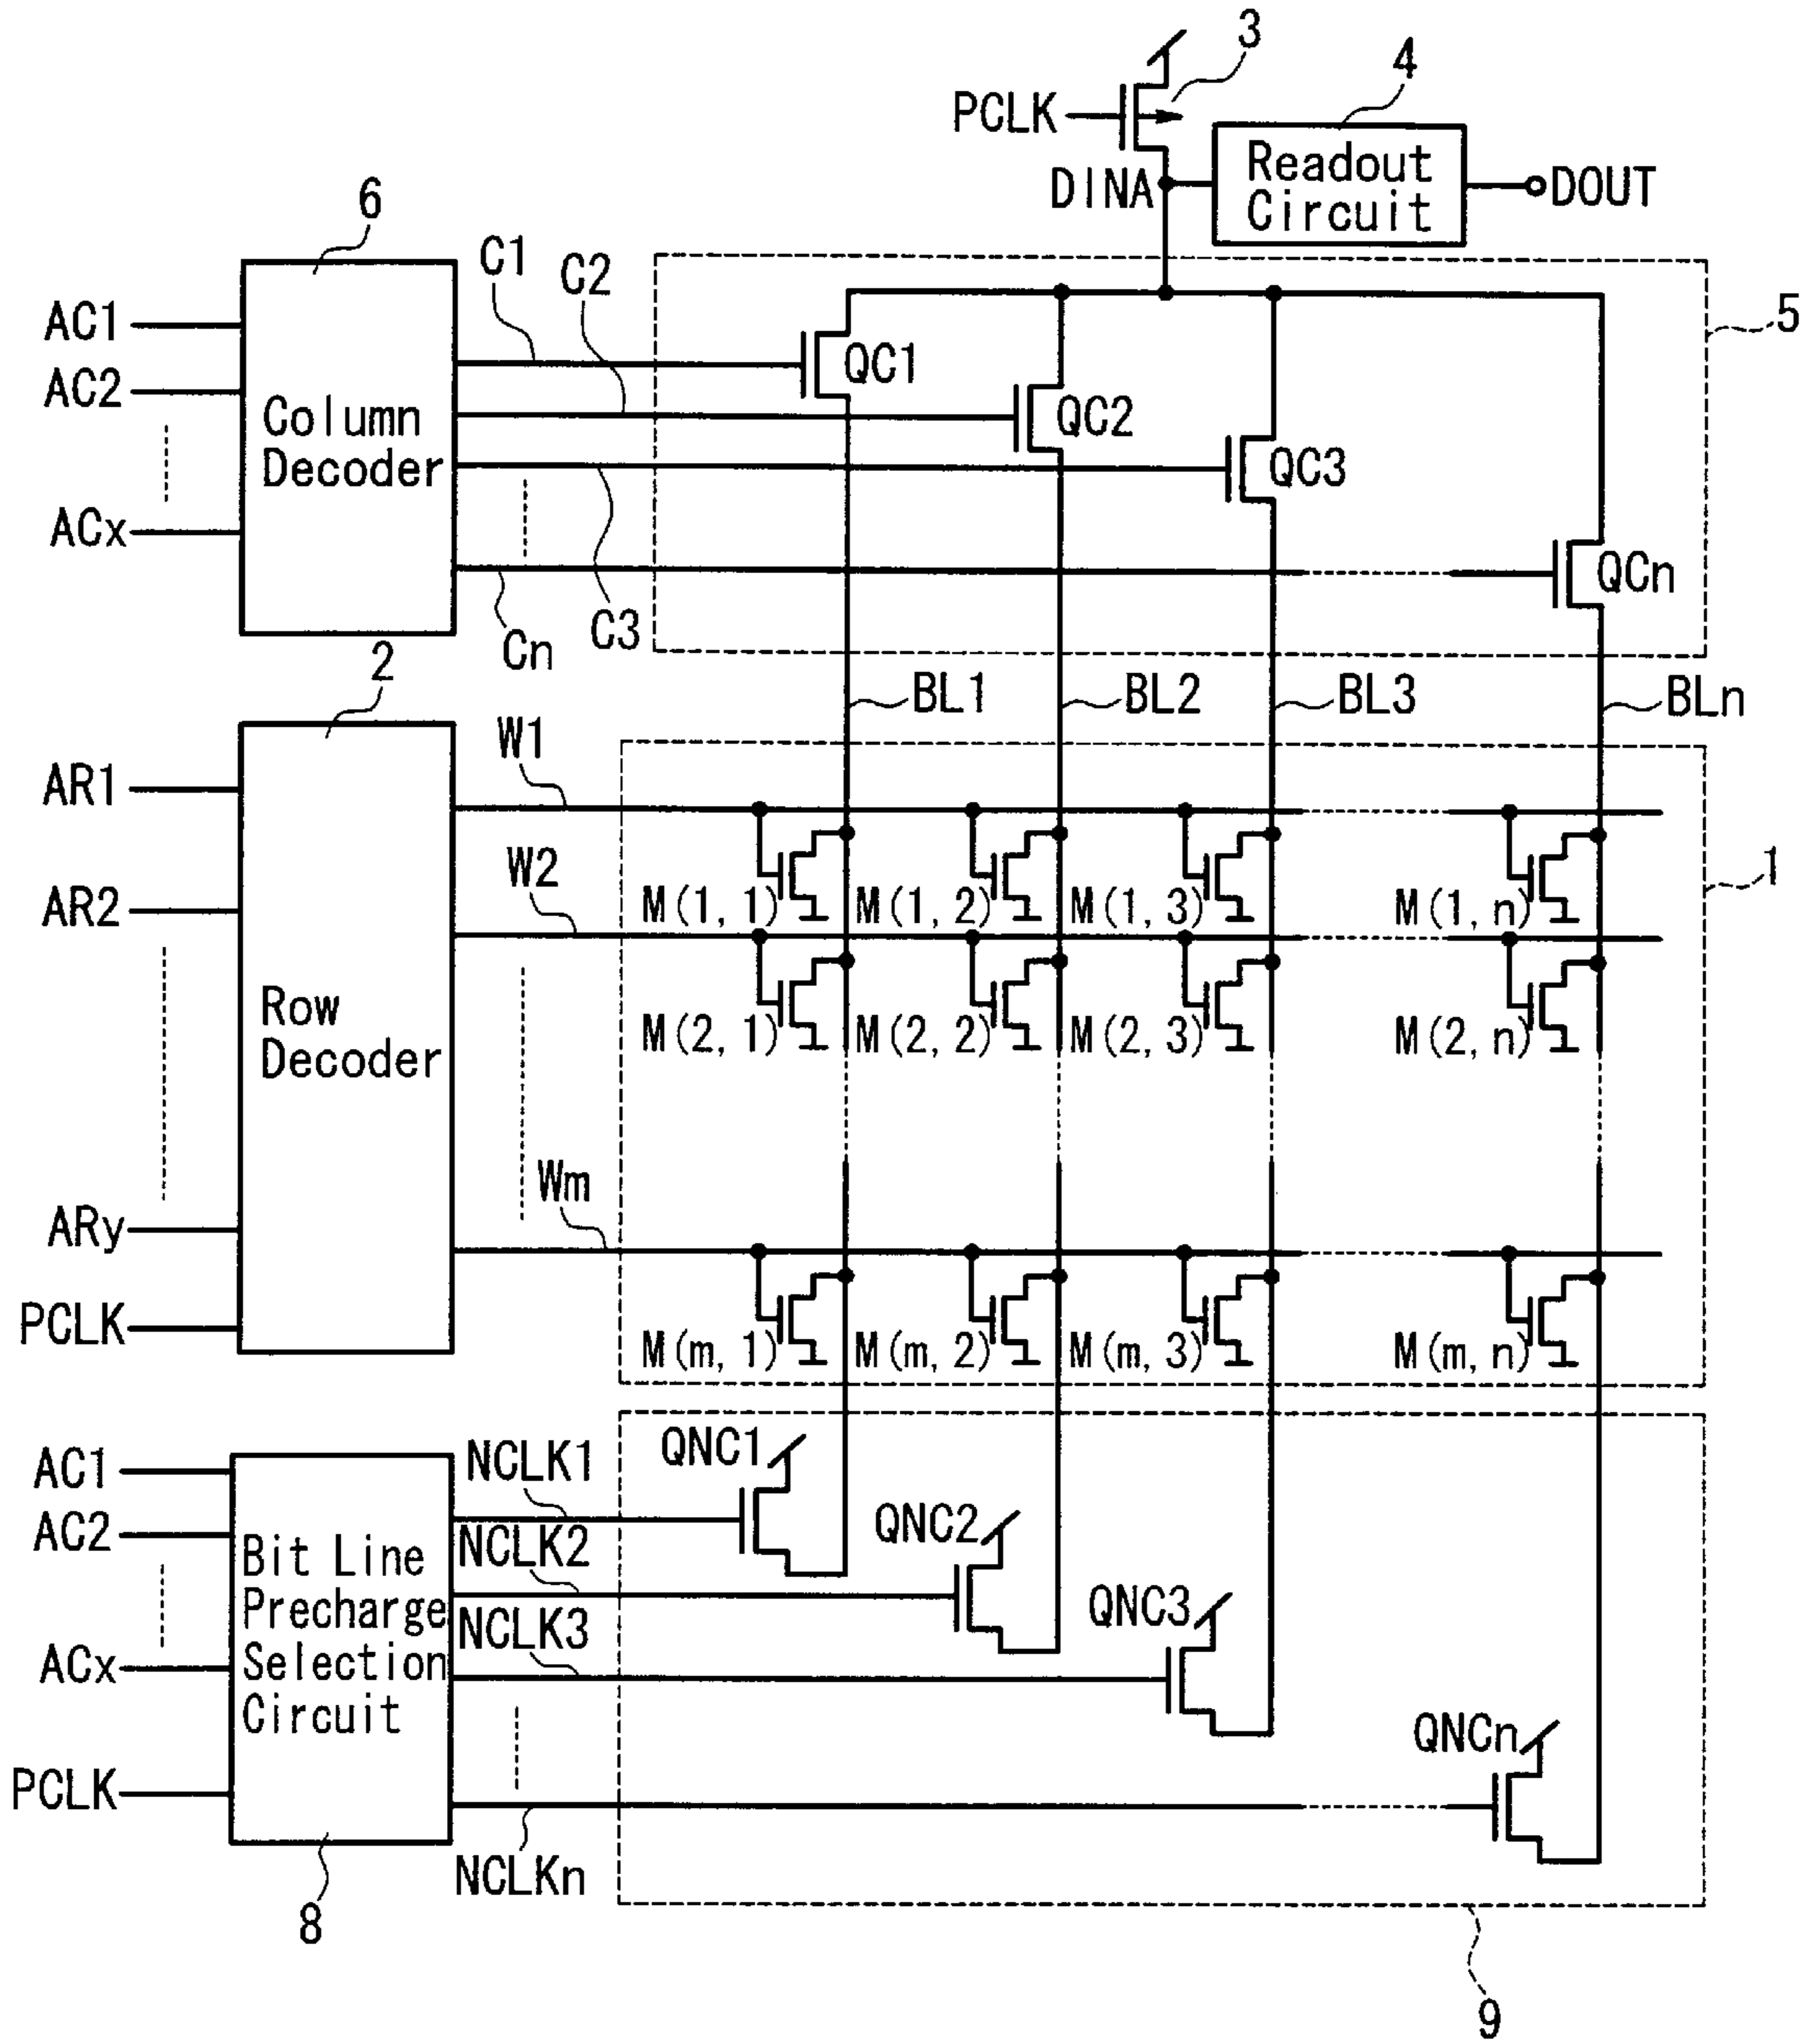 3
4
PCLK
Readout
Circuit
DINA
DOUT
6
C1
C2
AC1
5
QC1
AC2
Column
Decoder
QC2
QC3
ACx
QCn
C3
Cn
2
BL1
BL2
BL3
BLn
W1
AR1
1
W2
M(1, 1)
M(1, 2)
M(1, 3)
M(1, n)
AR2
Row
Decoder
M(2, 1)
M(2, 2)
M(2, 3)
M(2, n)
Wm
ARy
PCLK
M(m, 1)
M(m, 2)
M(m, 3)
M(m, n)
QNC1
AC1
NCLK1
QNC2
AC2
NCLK2
Bit Line
Precharge
Selection
Circuit
QNC3
NCLK3
ACx
QNCn
PCLK
NCLKn
8
9